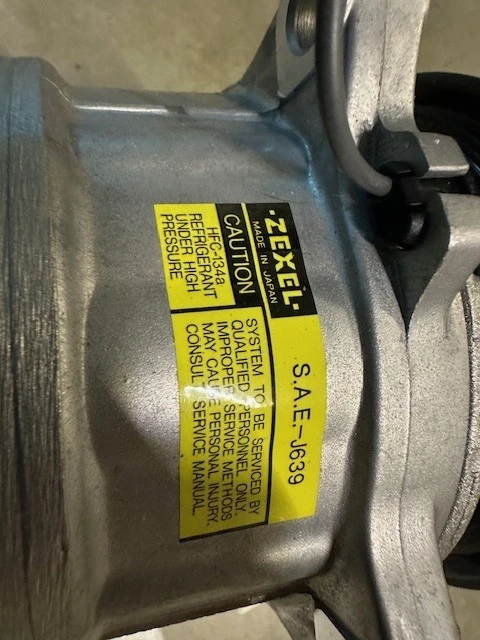 ·ZEXEL·
MADE IN JAPAN
S.A.E.-J639
CAUTION
HFC-134a
REFRIGERANT
UNDER HIGH
PRESSURE
SYSTEM TO BE SERVICED BY
QUALIFIED PERSONNEL ONLY.
IMPROPER SERVICE METHODS
MAY CAUSE PERSONAL INJURY.
CONSULT SERVICE MANUAL.